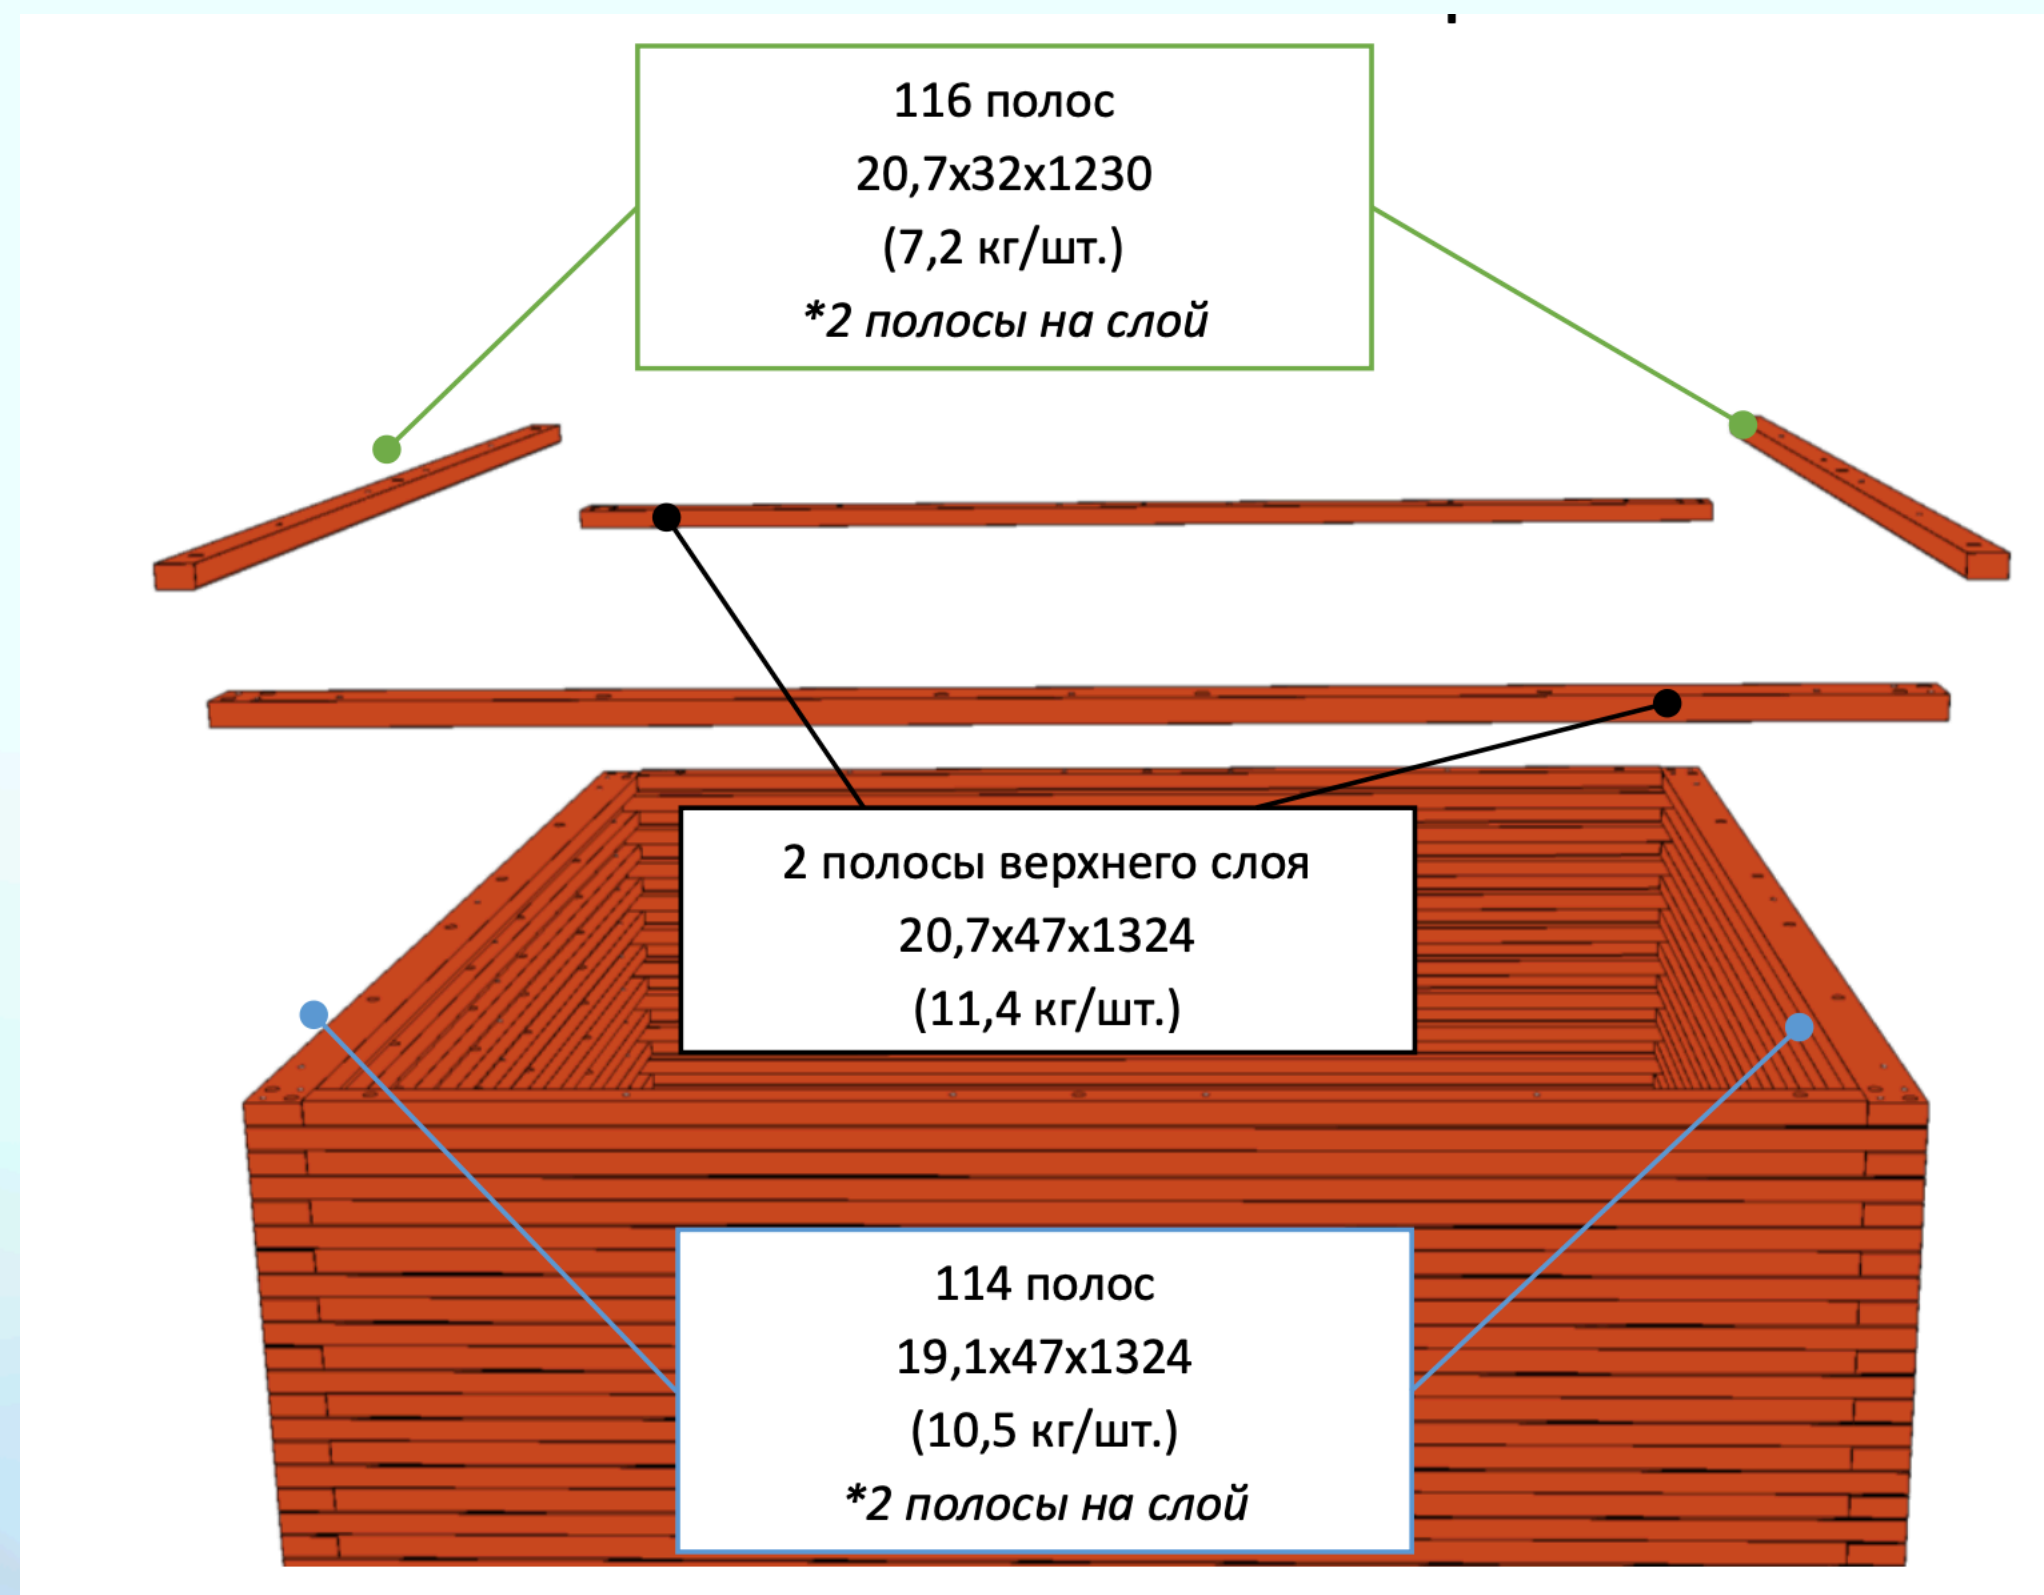 116 полос
20,7х32х1230
(7,2 кг/шт.)
*2 полосы на слой
2 полосы верхнего слоя
20,7х47х1324
(11,4 кг/шт.)
114 полос
19,1х47х1324
(10,5 кг/шт.)
*2 полосы на слой